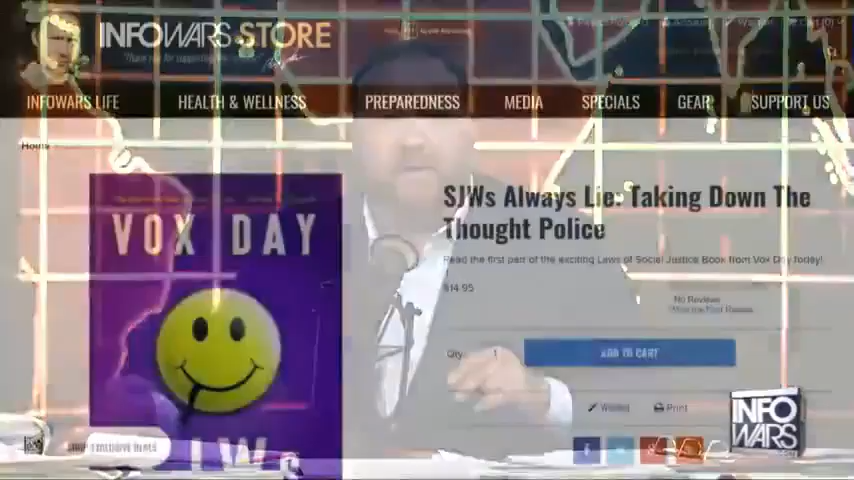 INFOWARS STORE
INFOWARS LIFE HEALTH & WELLNESS PREPAREDNESS MEDIA SPECIALS GEAR SUPPORT US
Home
VOX DAY
SJWs Always Lie: Taking Down The
Thought Police
Read the first part of the exciting Laws of Social Justice Book from Vox Day today!
$14.95
No Reviews
Qty 1 ADD TO CART
Wishlist Print
SJWs
INFO
WARS